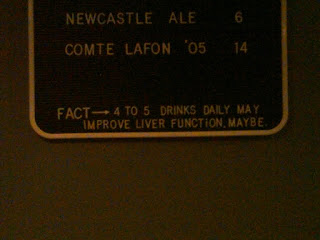 NEWCASTLE ALE 6
COMTE LAFON '05 14
FACT→ 4 TO 5 DRINKS DAILY MAY
IMPROVE LIVER FUNCTION, MAYBE.